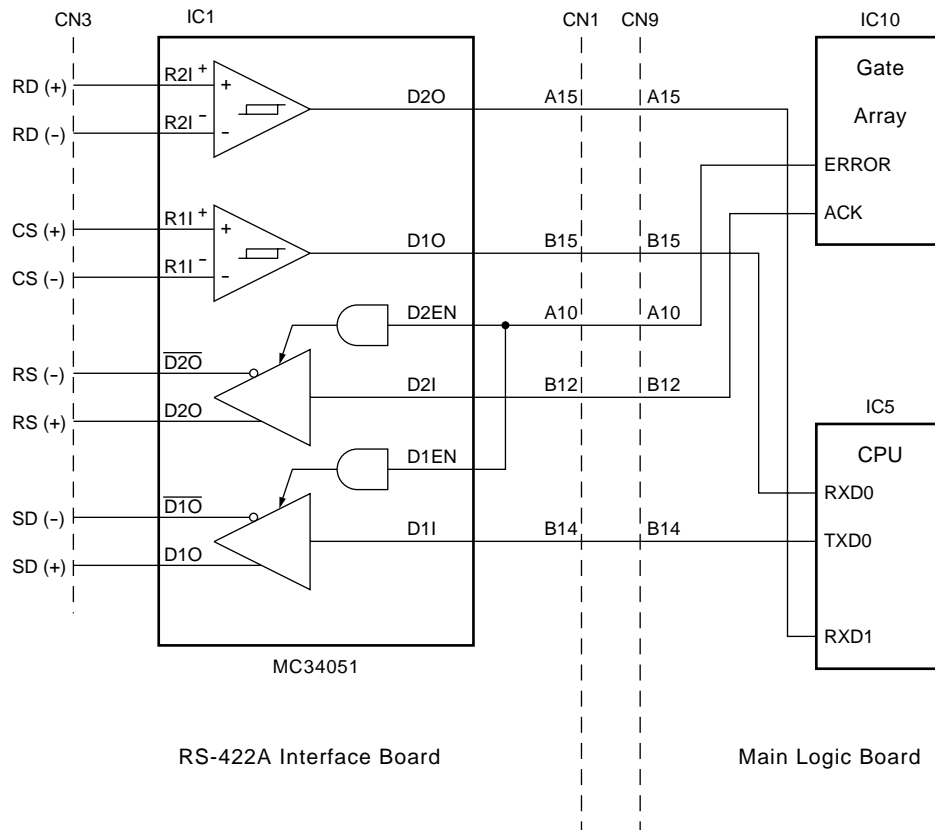 CN3 IC1 CN1 CN9 IC10
R2I + Gate
RD (+) + D2O A15 A15 Array
R2I -
RD (-) -
ERROR
R1I + ACK
CS (+) +
R1I - D1O B15 B15
CS (-) -
D2EN A10 A10
D2O
RS (-)
D2I B12 B12
D2O IC5
RS (+)
D1EN CPU
RXD0
D1O
SD (-)
D1I B14 B14 TXD0
D1O
SD (+)
RXD1
MC34051
RS-422A Interface Board Main Logic Board